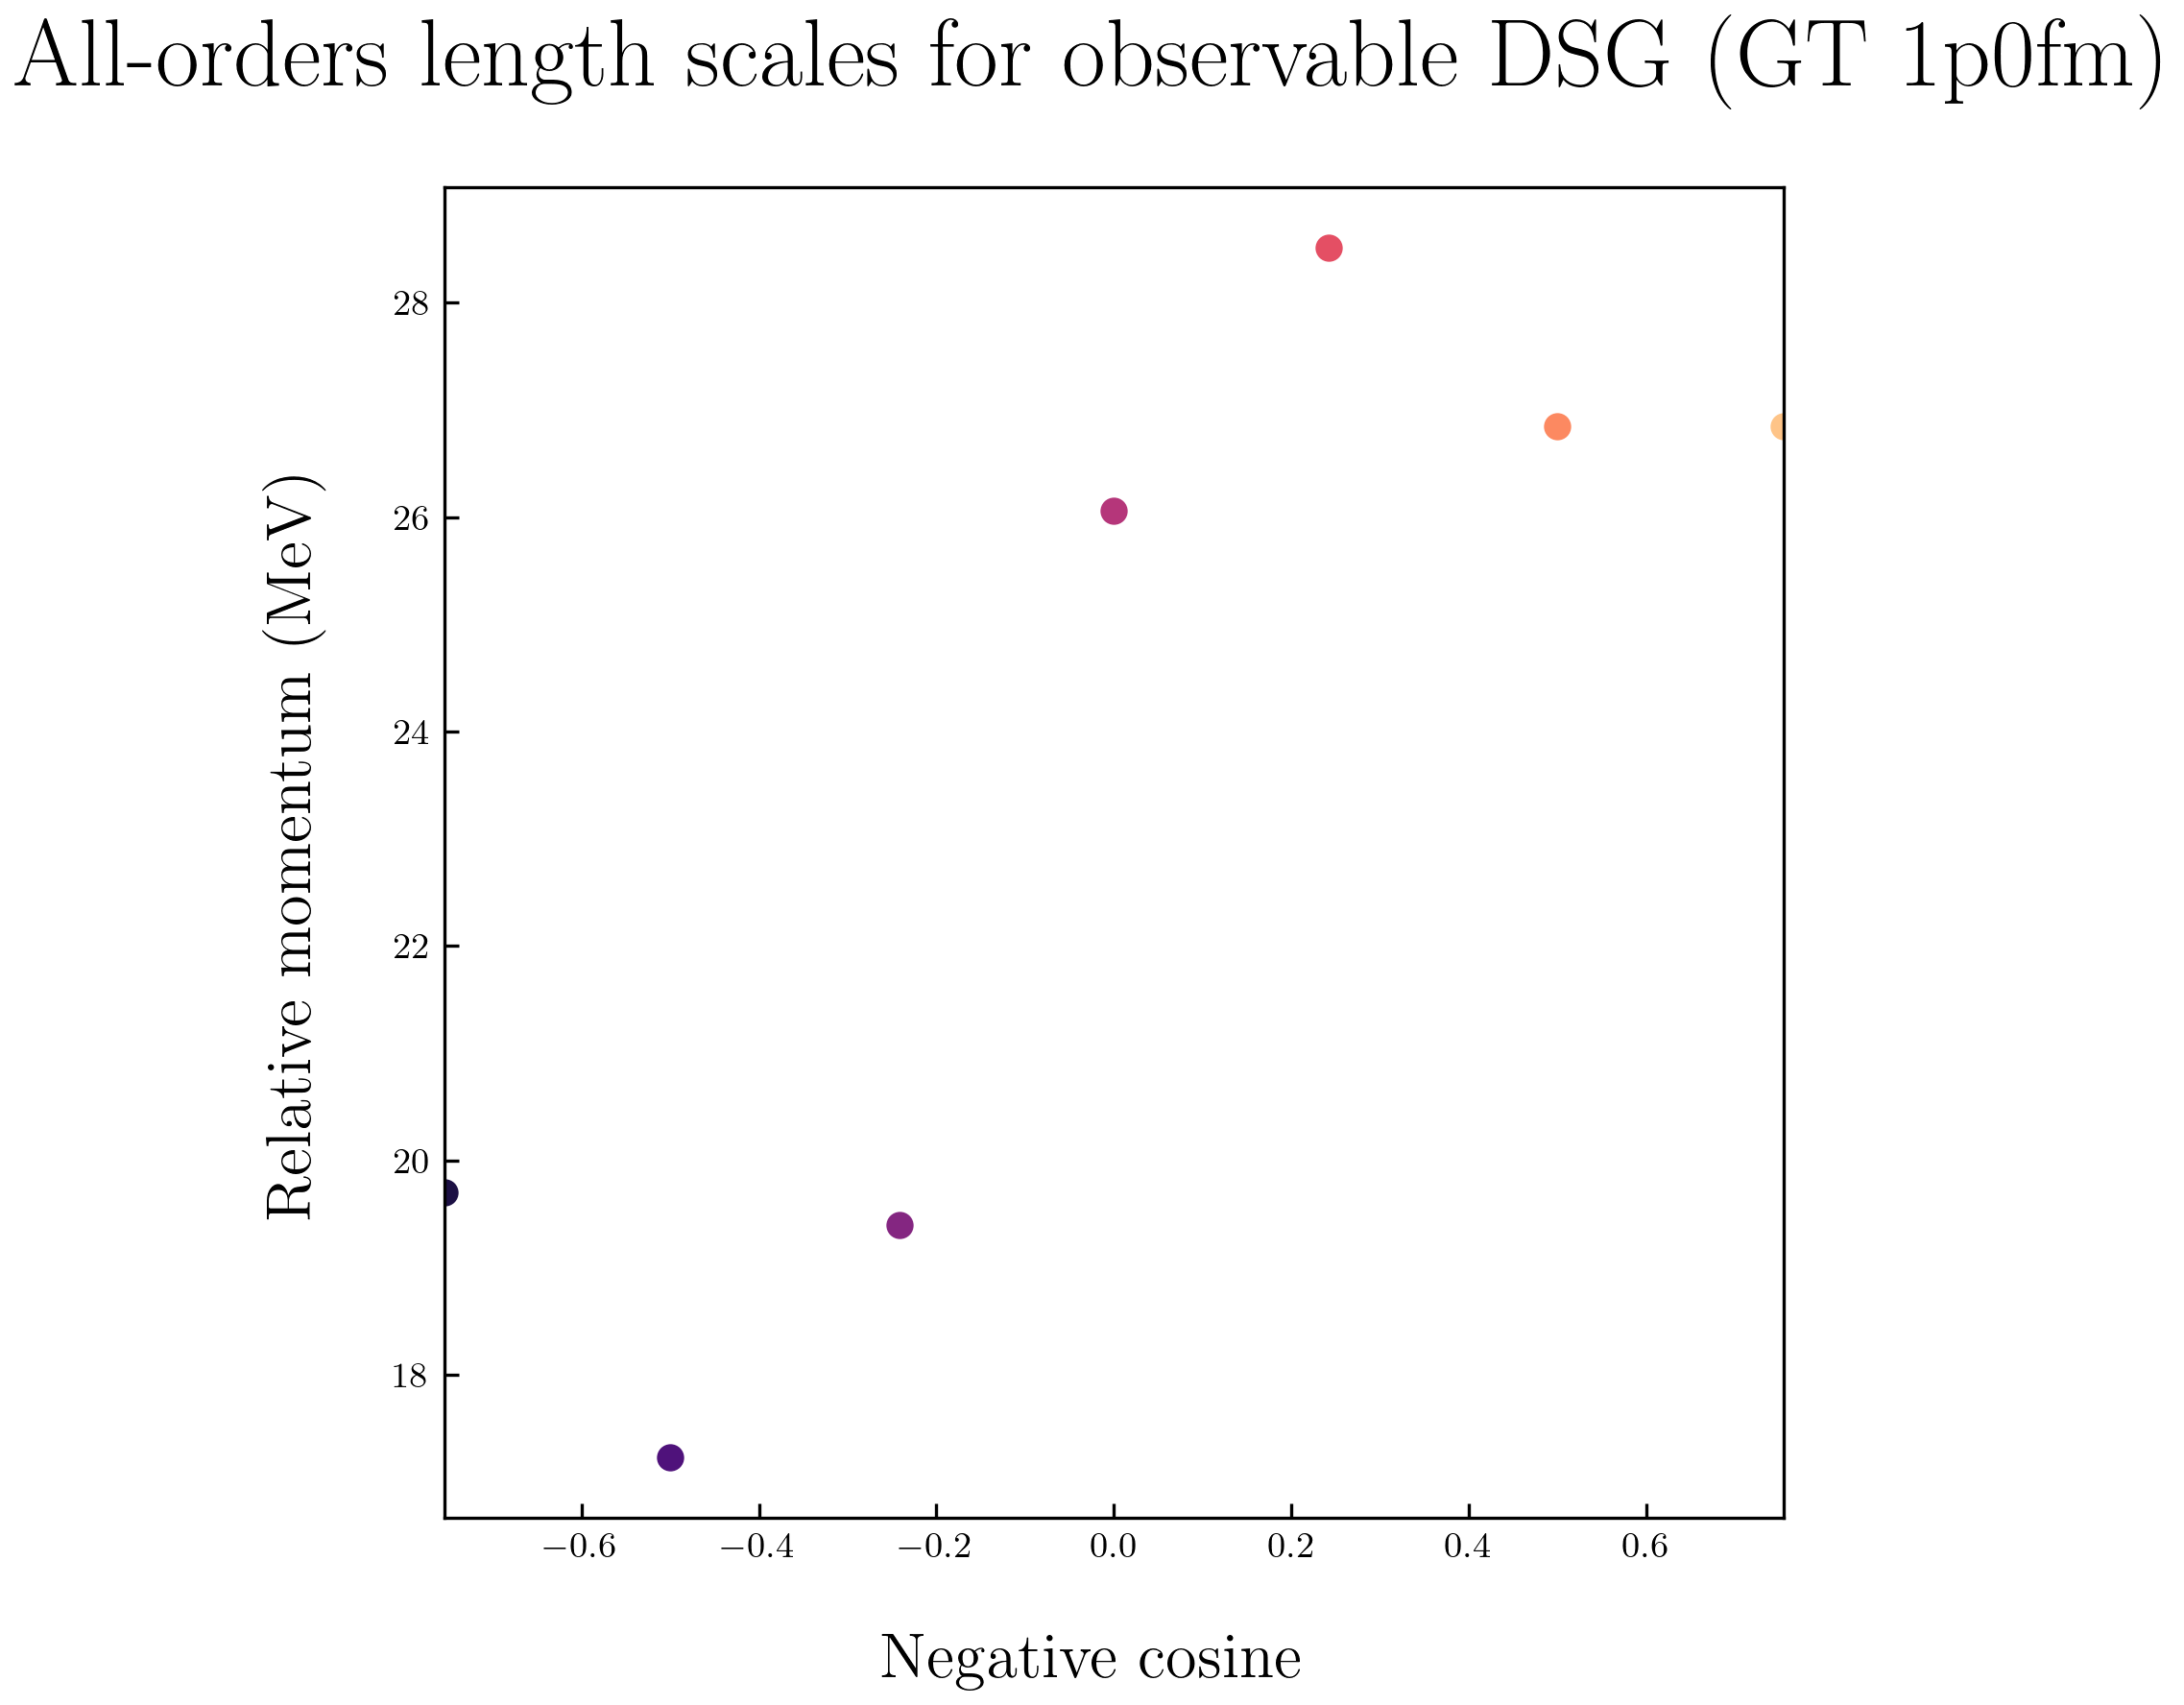 All-orders length scales for observable DSG (GT 1p0fm)
28
26
24
22
20
18
Relative momentum (MeV)
−0.6 −0.4 −0.2 0.0 0.2 0.4 0.6
Negative cosine